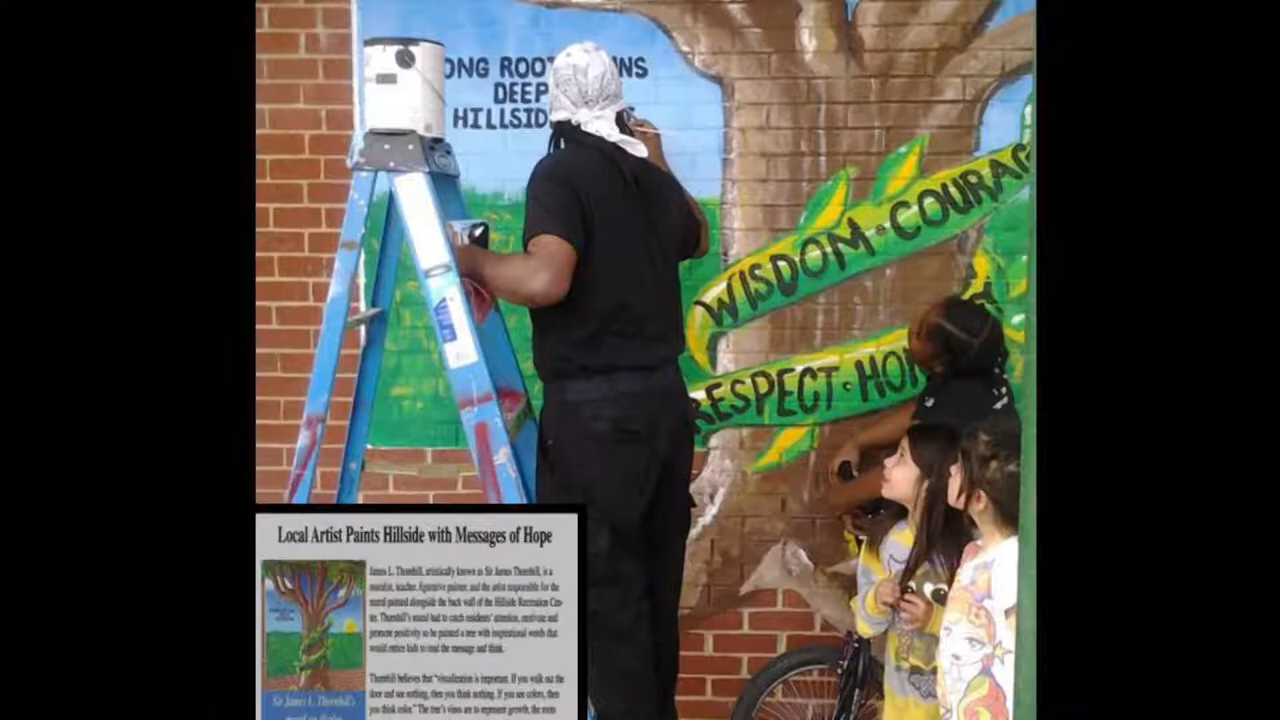 ONG ROO NS
DEEP
HILLSID
WISDOM · COURAG
RESPECT · HON
Local Artist Paints Hillside with Messages of Hope
James L. Thornhill, artistically known as Sir James Thornhill, is a
muralist, teacher, figurative painter, and the artist responsible for the
mural painted alongside the back wall of the Hillside Recreation Cen-
ter. Thornhill's mural had to catch residents' attention, motivate and
promote positivity so he painted a tree with inspirational words that
would entice kids to read the message and think.
Thornhill believes that "visualization is important. If you walk out the
door and see nothing, then you think nothing. If you see colors, then
you think color." The tree's vines are to represent growth, the roots
Sir James L. Thornhill's
mural on display